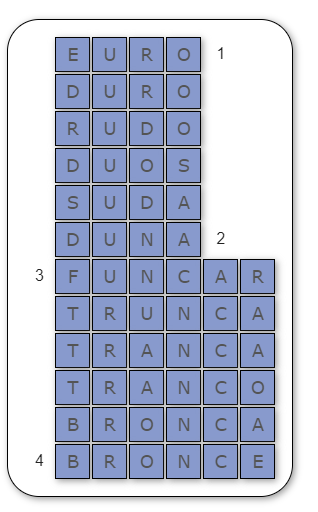 E U R O 1
D U R O
R U D O
D U O S
S U D A
D U N A 2
3 F U N C A R
T R U N C A
T R A N C A
T R A N C O
B R O N C A
4 B R O N C E